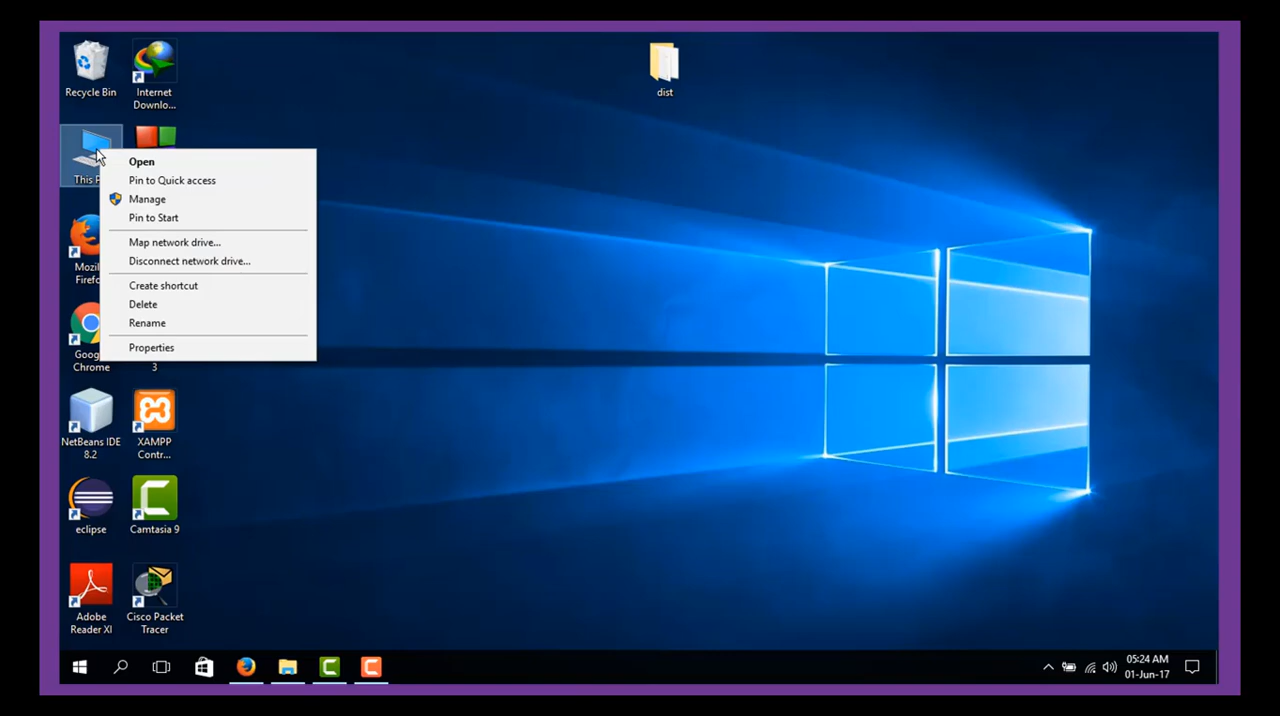 Recycle Bin
Internet
Downlo...
dist
This P
Open
Pin to Quick access
Manage
Pin to Start
Map network drive...
Disconnect network drive...
Create shortcut
Delete
Rename
Properties
Mozil
Firefo
Goog
Chrome
3
NetBeans IDE
8.2
XAMPP
Contr...
eclipse
Camtasia 9
Adobe
Reader XI
Cisco Packet
Tracer
05:24 AM
01-Jun-17